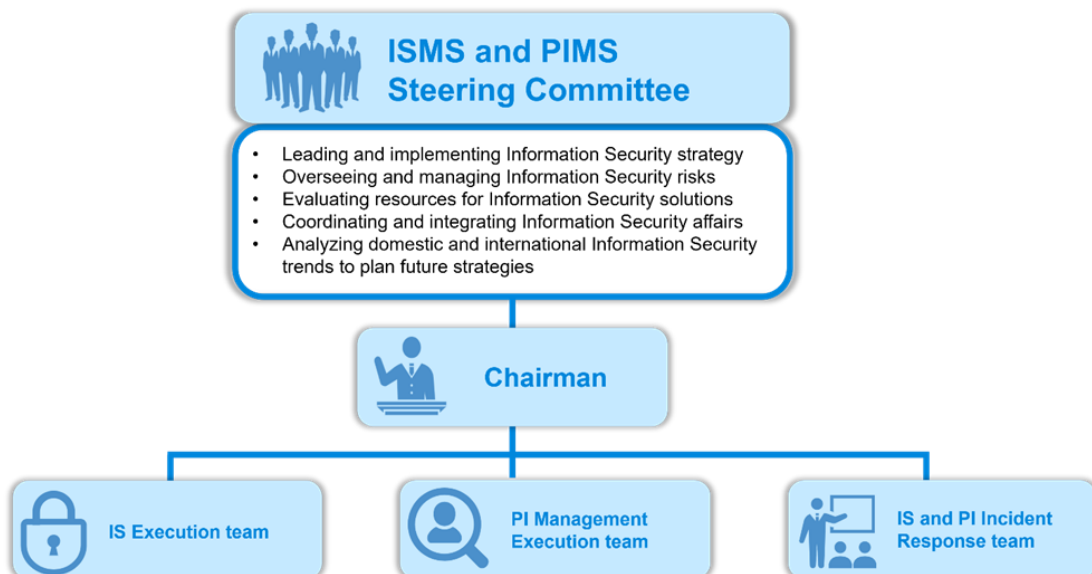 ISMS and PIMS
Steering Committee
• Leading and implementing Information Security strategy
• Overseeing and managing Information Security risks
• Evaluating resources for Information Security solutions
• Coordinating and integrating Information Security affairs
• Analyzing domestic and international Information Security
trends to plan future strategies
Chairman
IS Execution team
PI Management
Execution team
IS and PI Incident
Response team